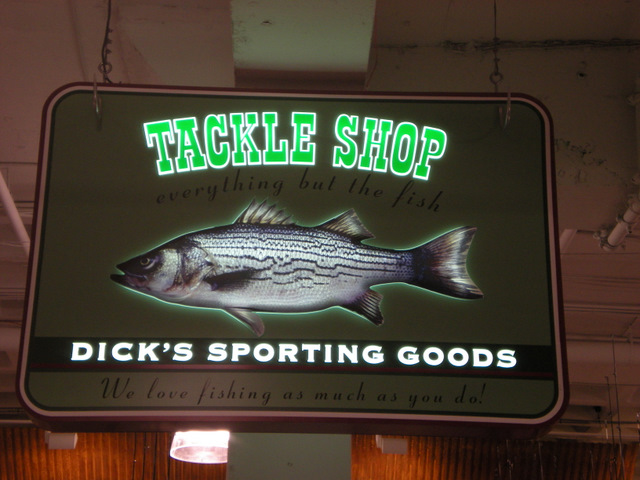 TACKLE SHOP
everything but the fish
DICK'S SPORTING GOODS
We love fishing as much as you do!